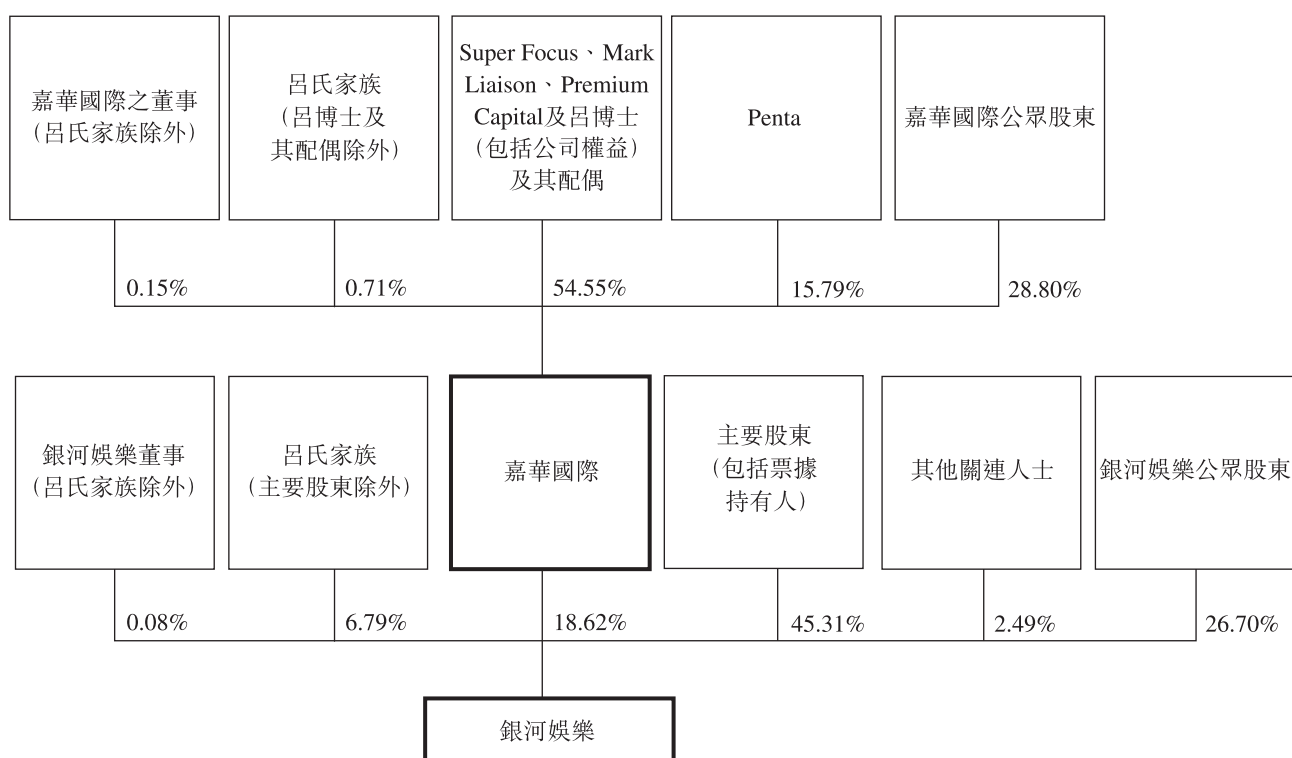 嘉華國際之董事
(呂氏家族除外)
呂氏家族
(呂博士及
其配偶除外)
Super Focus、Mark
Liaison、Premium
Capital及呂博士
(包括公司權益)
及其配偶
Penta
嘉華國際公眾股東
0.15%
0.71%
54.55%
15.79%
28.80%
銀河娛樂董事
(呂氏家族除外)
呂氏家族
(主要股東除外)
嘉華國際
主要股東
(包括票據
持有人)
其他關連人士
銀河娛樂公眾股東
0.08%
6.79%
18.62%
45.31%
2.49%
26.70%
銀河娛樂